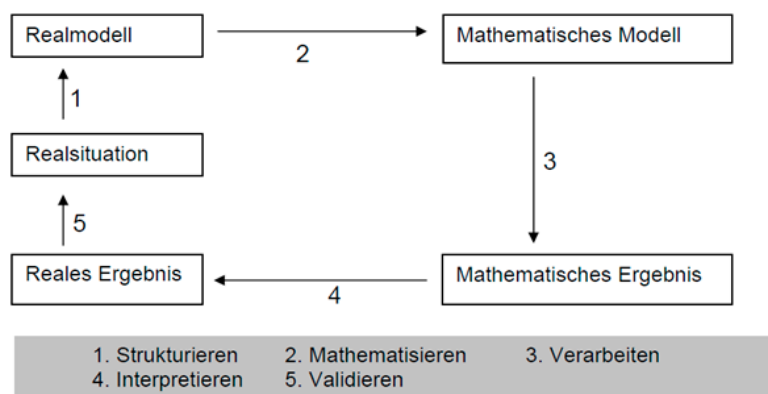 Realmodell
2
Mathematisches Modell
1
Realsituation
3
5
Reales Ergebnis
4
Mathematisches Ergebnis
1. Strukturieren 2. Mathematisieren 3. Verarbeiten
4. Interpretieren 5. Validieren